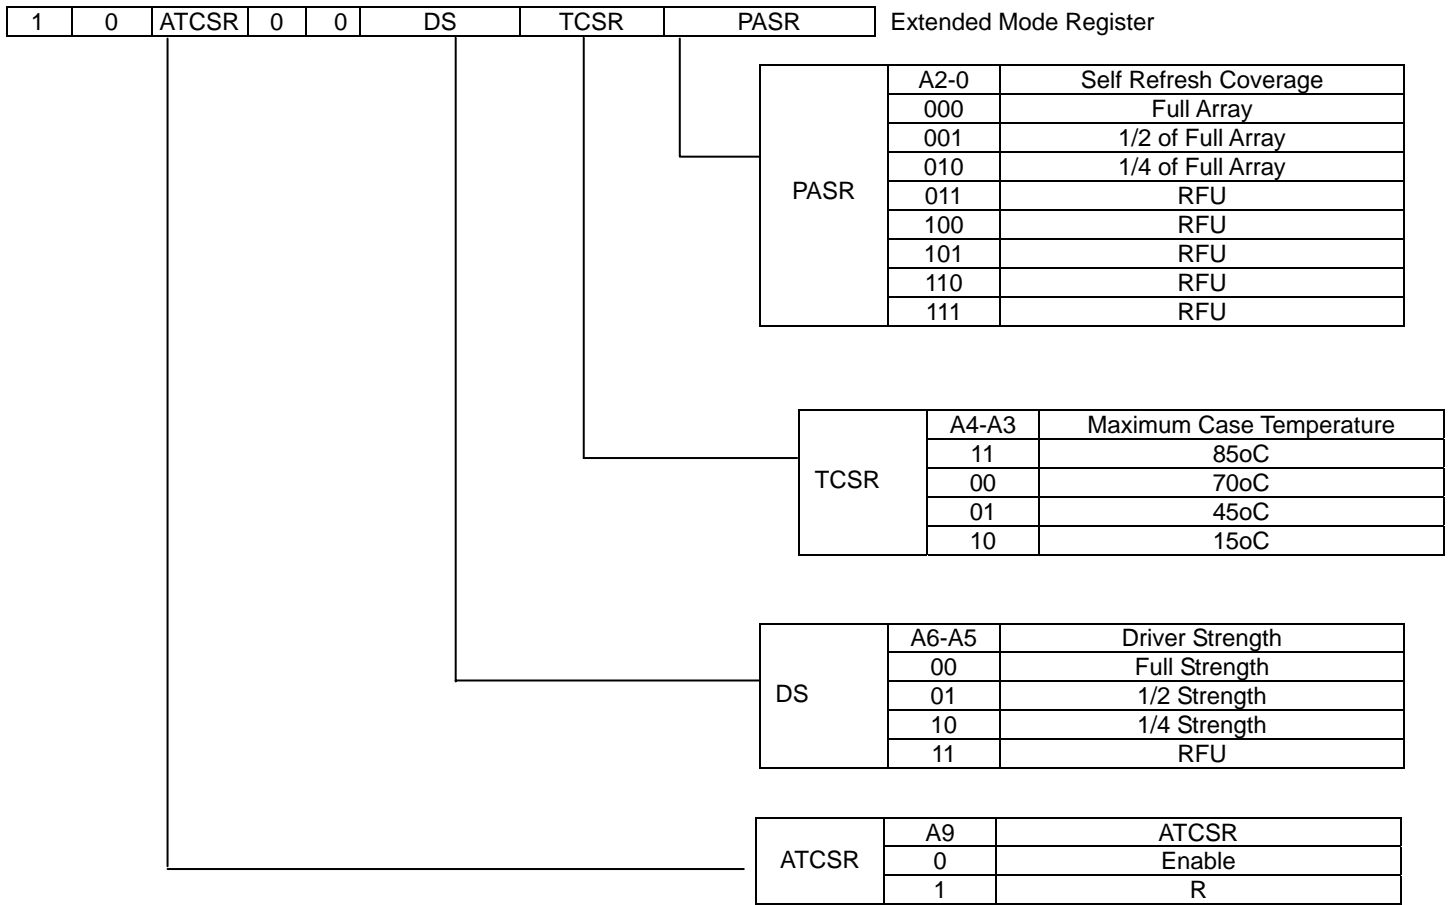 1 0 ATCSR 0 0 DS TCSR PASR Extended Mode Register
PASR
A2-0 Self Refresh Coverage
000 Full Array
001 1/2 of Full Array
010 1/4 of Full Array
011 RFU
100 RFU
101 RFU
110 RFU
111 RFU
TCSR
A4-A3 Maximum Case Temperature
11 85oC
00 70oC
01 45oC
10 15oC
DS
A6-A5 Driver Strength
00 Full Strength
01 1/2 Strength
10 1/4 Strength
11 RFU
ATCSR
A9 ATCSR
0 Enable
1 R